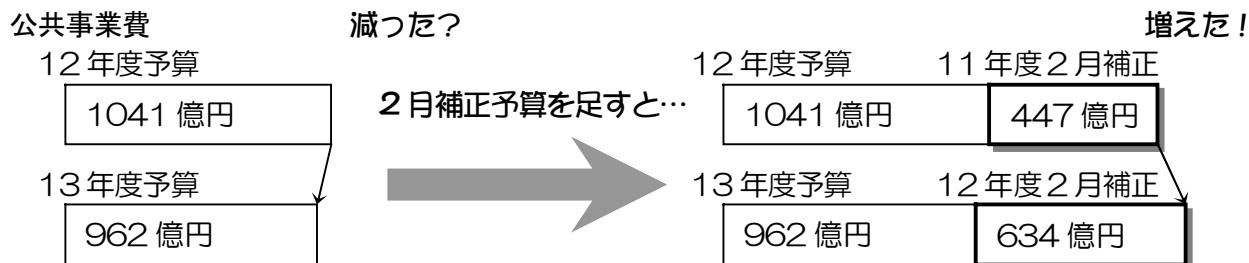 公共事業費 減った? 増えた!
12年度予算 12年度予算 11年度2月補正
1041億円 2月補正予算を足すと… 1041億円 447億円
13年度予算 13年度予算 12年度2月補正
962億円 962億円 634億円